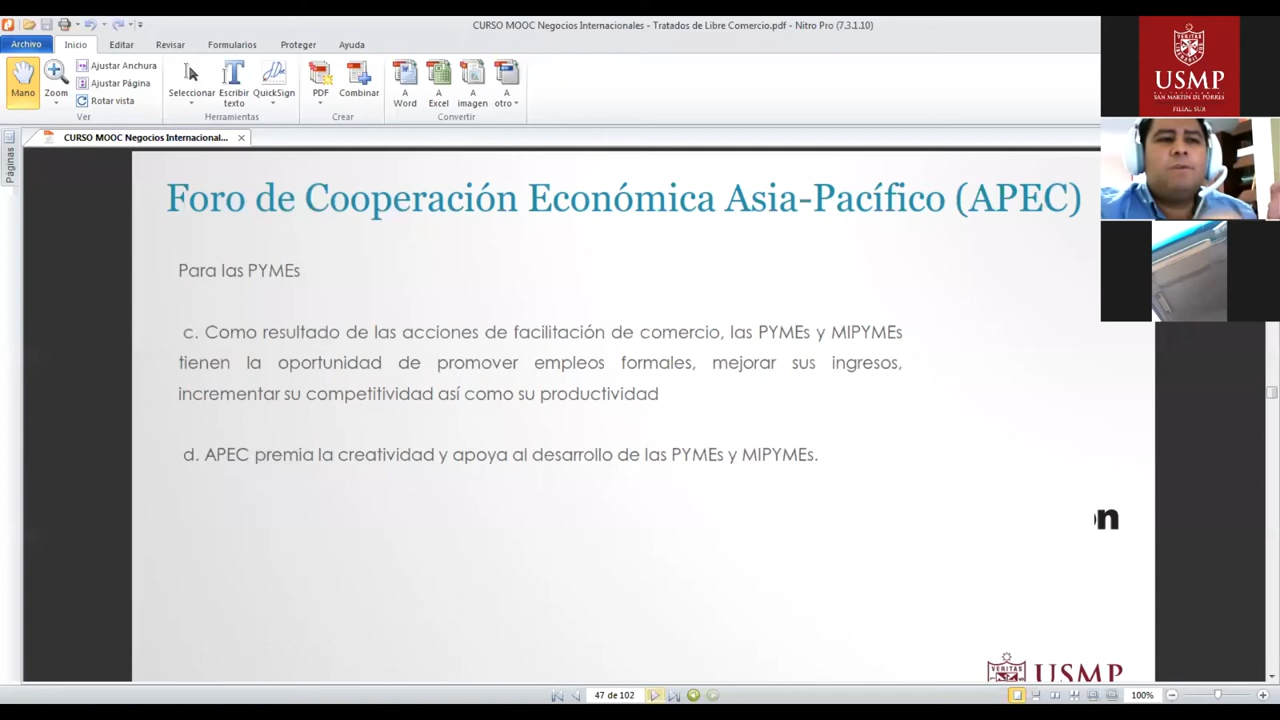 CURSO MOOC Negocios Internacionales - Tratados de Libre Comercio.pdf - Nitro Pro (7.3.1.10)
Archivo Inicio Editar Revisar Formularios Proteger Ayuda
Mano
Zoom
Ajustar Anchura
Ajustar Página
Rotar vista
Ver
Seleccionar
Escribir
texto
QuickSign
Herramientas
PDF
Combinar
Crear
A
Word
A
Excel
A
imagen
A
otro
Convertir
CURSO MOOC Negocios Internacional...
Páginas
Foro de Cooperación Económica Asia-Pacífico (APEC)
Para las PYMEs
c. Como resultado de las acciones de facilitación de comercio, las PYMEs y MIPYMEs
tienen la oportunidad de promover empleos formales, mejorar sus ingresos,
incrementar su competitividad así como su productividad
d. APEC premia la creatividad y apoya al desarrollo de las PYMEs y MIPYMEs.
n
VERITAS
USMP
47 de 102
100%
VERITAS
USMP
SAN MARTIN DE PORRES
FILIAL SUR